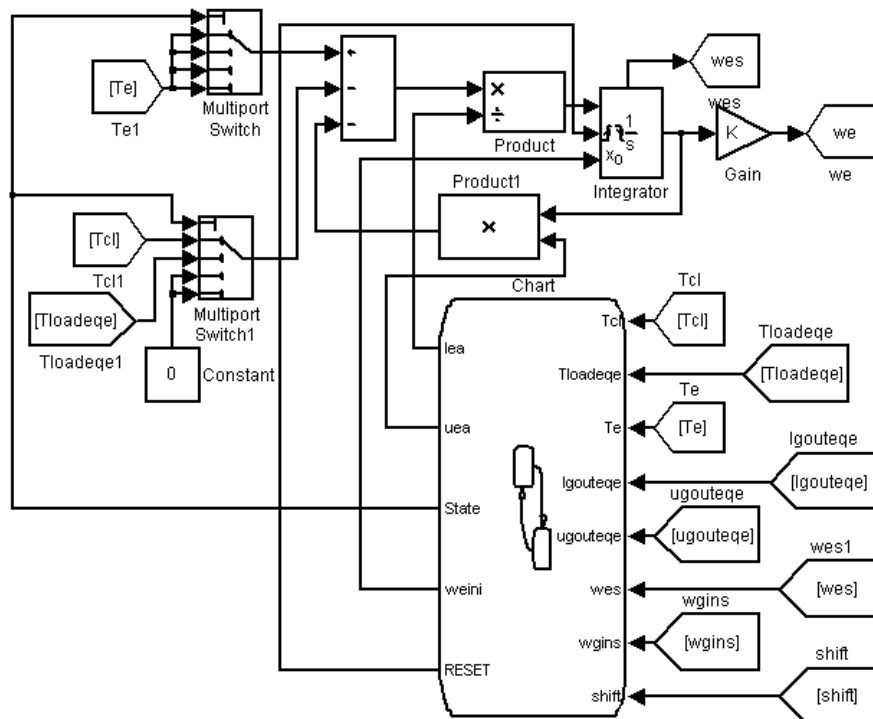 [Te]
Te1
Multiport
Switch
+
−
−
×
÷
Product
1
s
x₀
Integrator
wes
wes
K
Gain
we
we
Product1
×
[Tcl]
Tcl1
[Tloadeqe]
Tloadeqe1
Multiport
Switch1
0
Constant
Chart
Iea
uea
State
weini
RESET
Tcl
Tloadeqe
Te
Igouteqe
ugouteqe
wes
wgins
shift
Tcl
[Tcl]
Tloadeqe
[Tloadeqe]
Te
[Te]
Igouteqe
[Igouteqe]
ugouteqe
[ugouteqe]
wes1
[wes]
wgins
[wgins]
shift
[shift]